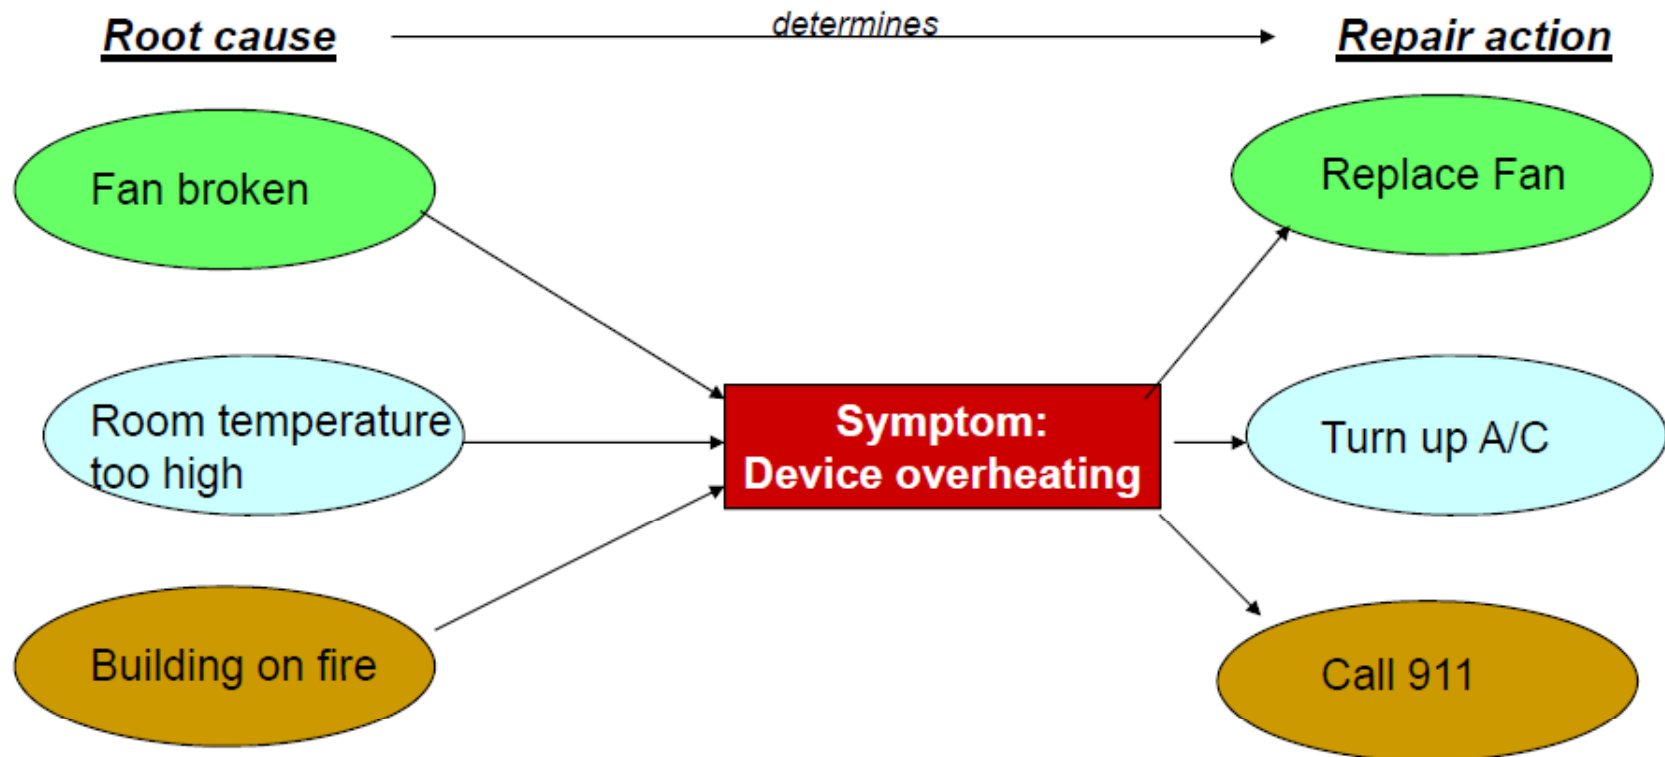 Root cause
determines
Repair action
Fan broken
Replace Fan
Room temperature
too high
Symptom:
Device overheating
Turn up A/C
Building on fire
Call 911